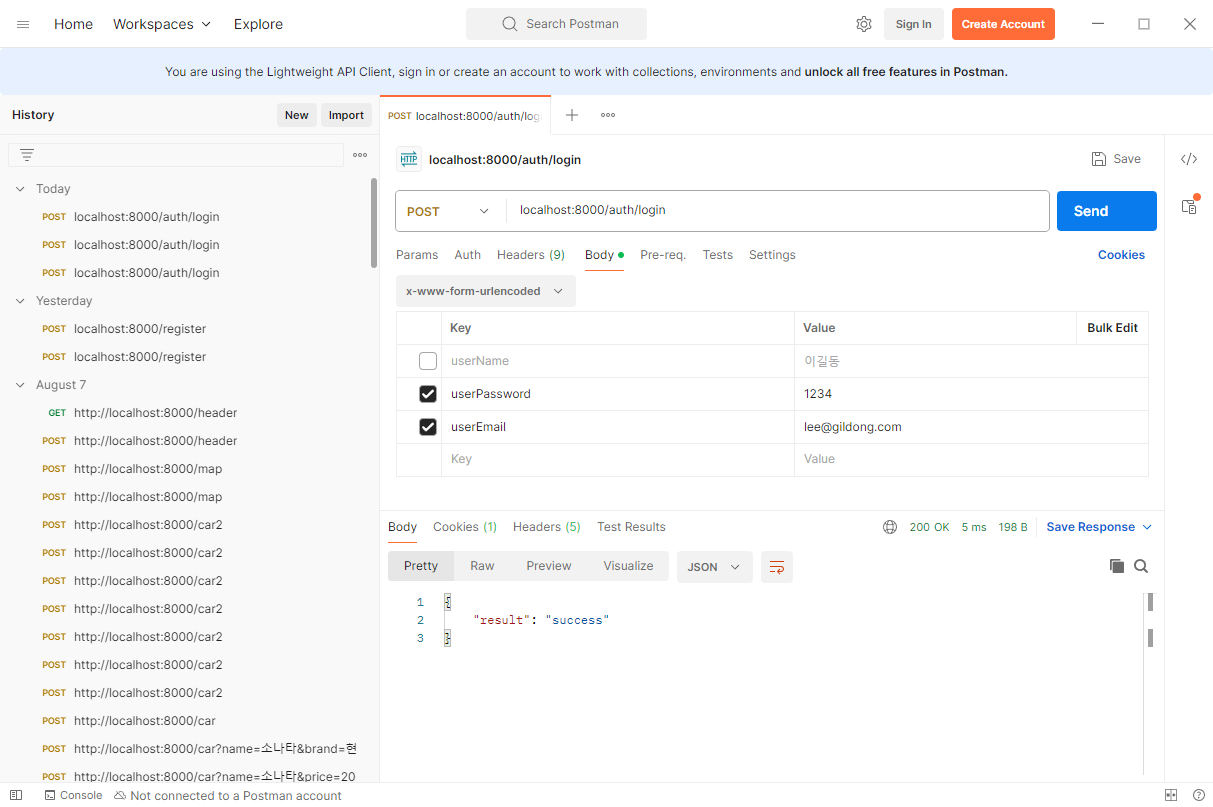 Home Workspaces Explore Search Postman Sign In Create Account
You are using the Lightweight API Client, sign in or create an account to work with collections, environments and unlock all free features in Postman.
History New Import
Today
POST localhost:8000/auth/login
POST localhost:8000/auth/login
POST localhost:8000/auth/login
Yesterday
POST localhost:8000/register
POST localhost:8000/register
August 7
GET http://localhost:8000/header
POST http://localhost:8000/header
POST http://localhost:8000/map
POST http://localhost:8000/map
POST http://localhost:8000/car2
POST http://localhost:8000/car2
POST http://localhost:8000/car2
POST http://localhost:8000/car2
POST http://localhost:8000/car2
POST http://localhost:8000/car2
POST http://localhost:8000/car2
POST http://localhost:8000/car
POST http://localhost:8000/car?name=소나타&brand=현
POST http://localhost:8000/car?name=소나타&price=20
POST localhost:8000/auth/log
HTTP localhost:8000/auth/login Save
POST localhost:8000/auth/login Send
Params Auth Headers (9) Body Pre-req. Tests Settings Cookies
x-www-form-urlencoded
Key Value Bulk Edit
userName 이길동
userPassword 1234
userEmail lee@gildong.com
Key Value
Body Cookies (1) Headers (5) Test Results 200 OK 5 ms 198 B Save Response
Pretty Raw Preview Visualize JSON
1 {
2 "result": "success"
3 }
Console Not connected to a Postman account